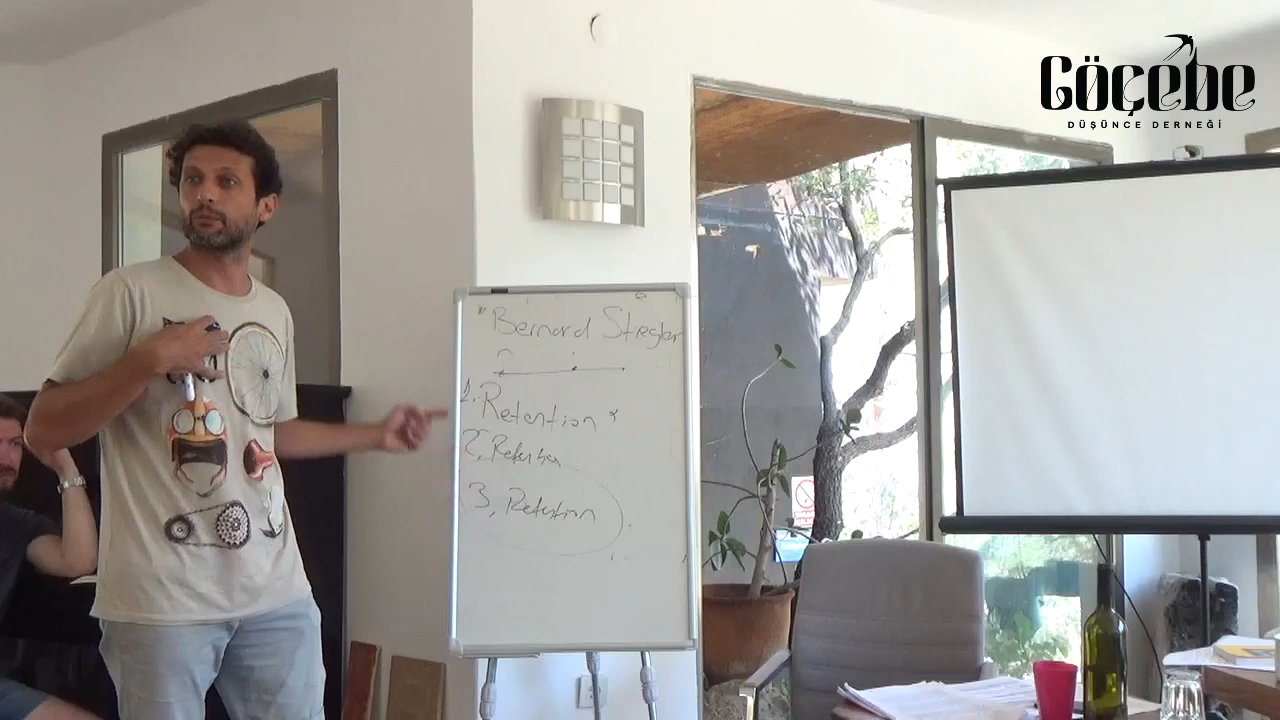 Göçebe
DÜŞÜNCE DERNEĞİ
" Bernard Stiegler
1. Retention
2, Retention
3, Retention